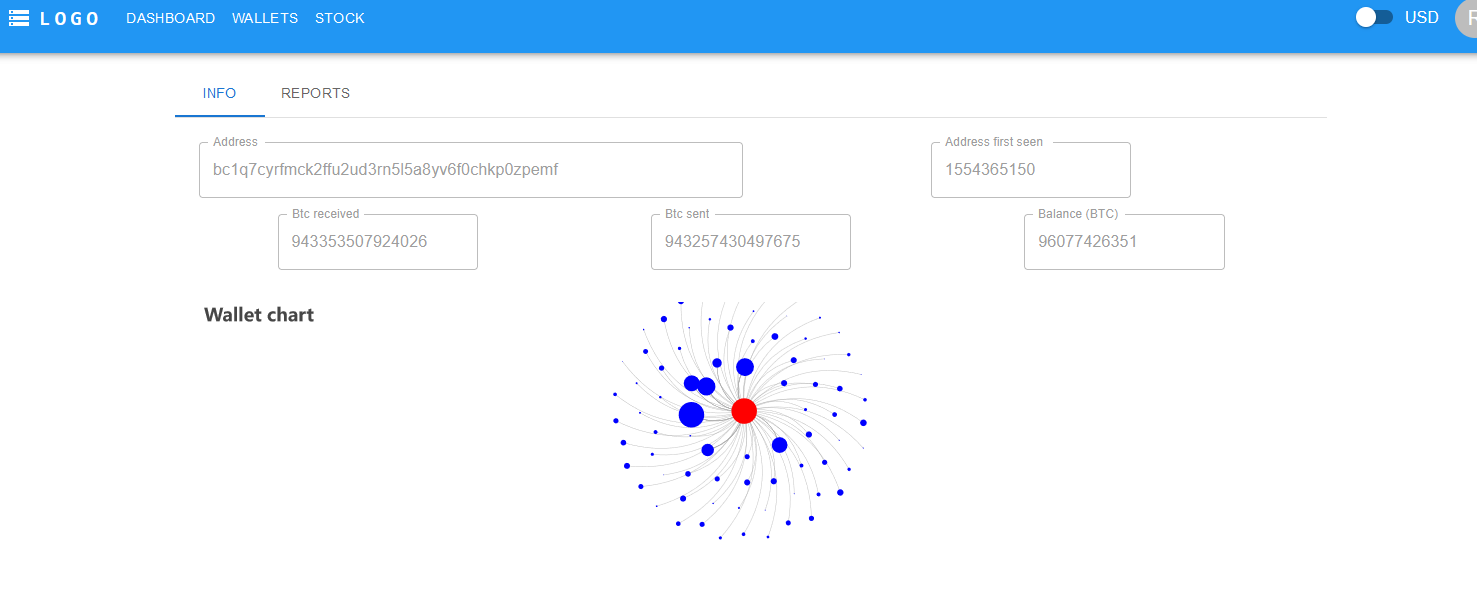 LOGO DASHBOARD WALLETS STOCK USD R
INFO REPORTS
Address Address first seen
bc1q7cyrfmck2ffu2ud3rn5l5a8yv6f0chkp0zpemf 1554365150
Btc received Btc sent Balance (BTC)
943353507924026 943257430497675 96077426351
Wallet chart